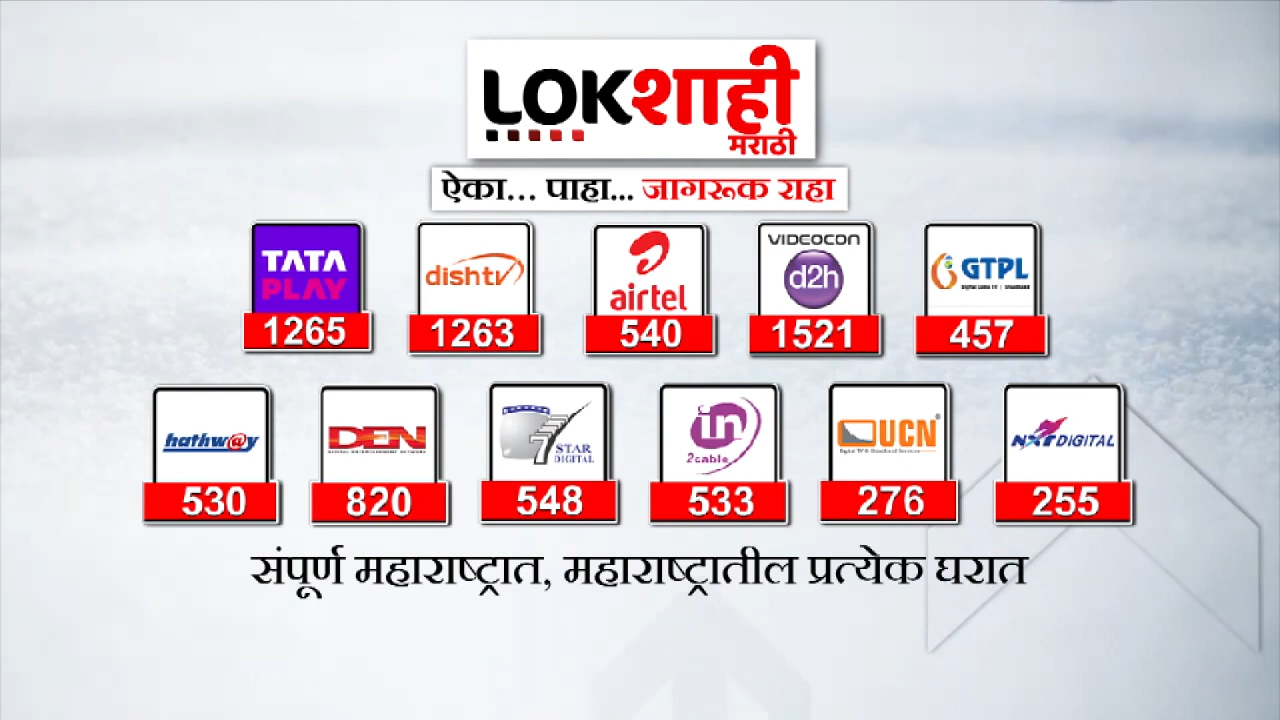 LOKशाही
मराठी
ऐका... पाहा... जागरूक राहा
TATA PLAY
dishtv
airtel
VIDEOCON d2h
GTPL
1265
1263
540
1521
457
hathw@y
DEN
7 STAR DIGITAL
in 2cable
UCN
NXT DIGITAL
530
820
548
533
276
255
संपूर्ण महाराष्ट्रात, महाराष्ट्रातील प्रत्येक घरात